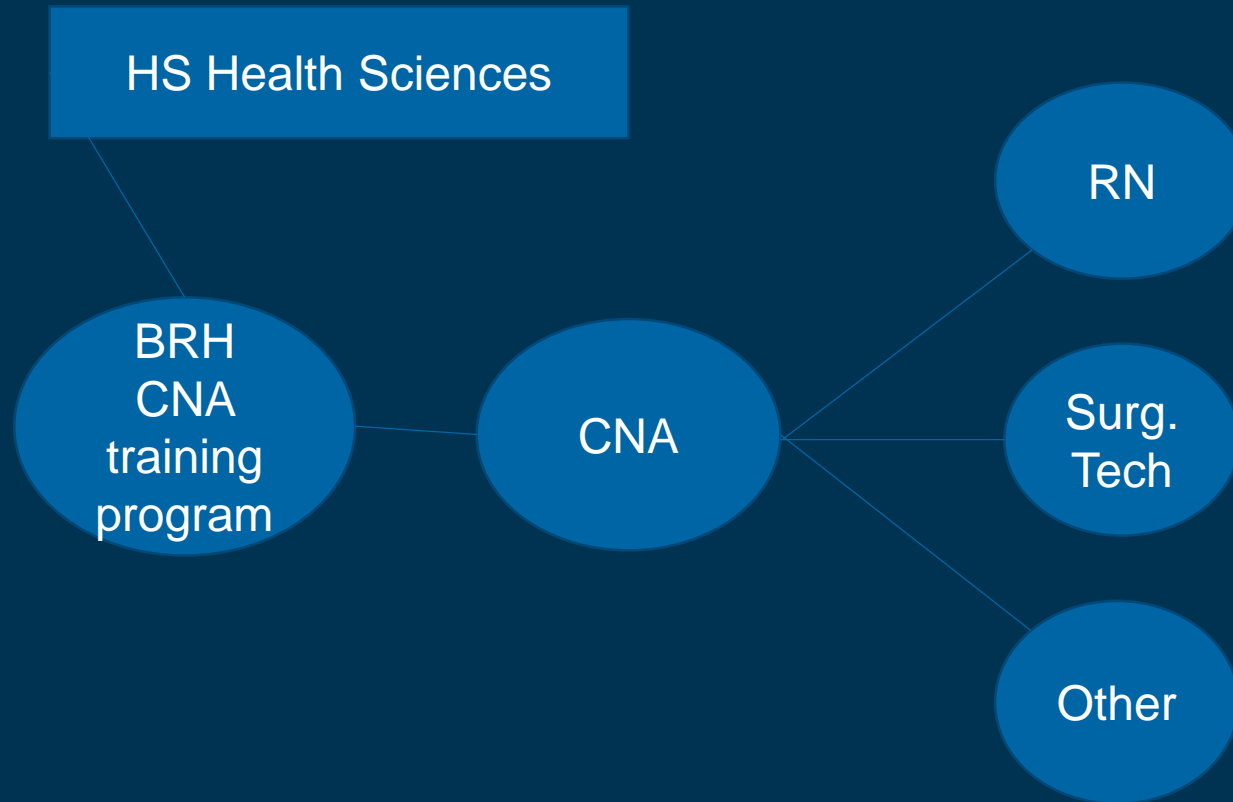 HS Health Sciences
BRH
CNA
training
program
CNA
RN
Surg.
Tech
Other